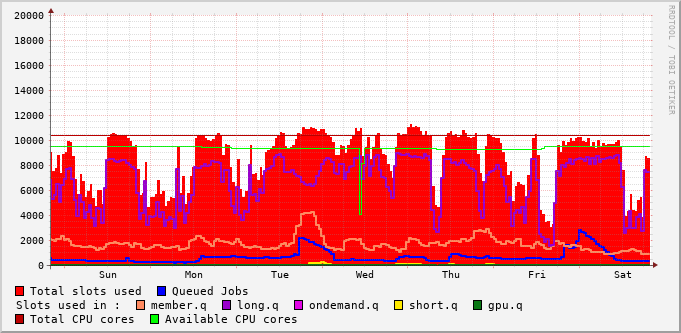 20000
18000
16000
14000
12000
10000
8000
6000
4000
2000
0
Sun Mon Tue Wed Thu Fri Sat
RRDTOOL / TOBI OETIKER
Total slots used Queued Jobs
Slots used in : member.q long.q ondemand.q short.q gpu.q
Total CPU cores Available CPU cores